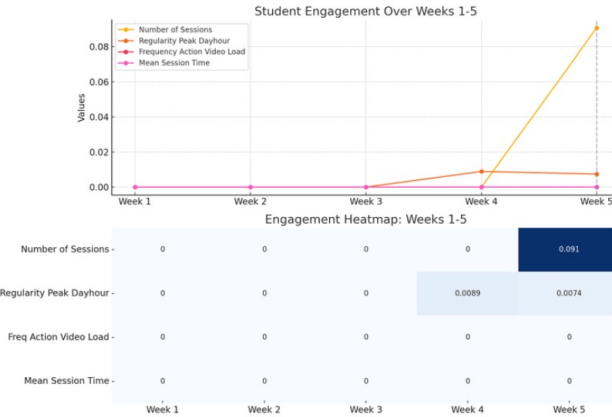 Student Engagement Over Weeks 1-5
Number of Sessions
Regularity Peak Dayhour
Frequency Action Video Load
Mean Session Time
Values
0.08
0.06
0.04
0.02
0.00
Week 1 Week 2 Week 3 Week 4 Week 5
Engagement Heatmap: Weeks 1-5
Number of Sessions 0 0 0 0 0.091
Regularity Peak Dayhour 0 0 0 0.0089 0.0074
Freq Action Video Load 0 0 0 0 0
Mean Session Time 0 0 0 0 0
Week 1 Week 2 Week 3 Week 4 Week 5